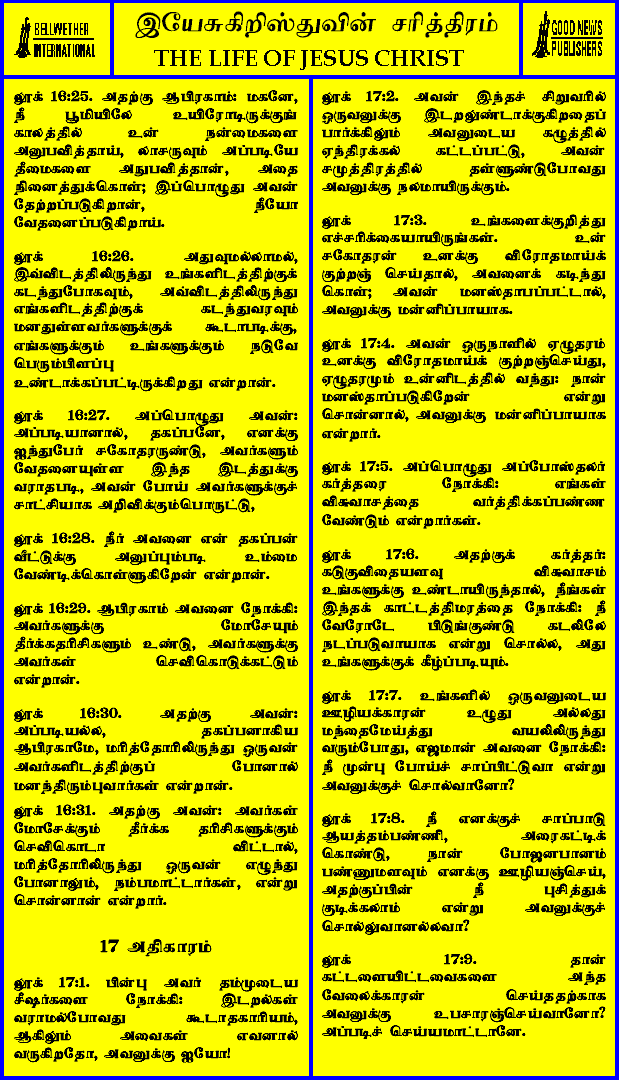 BELLWETHER
INTERNATIONAL
இயேசுகிறிஸ்துவின் சரித்திரம்
THE LIFE OF JESUS CHRIST
GOOD NEWS
PUBLISHERS
லூக் 16:25. அதற்கு ஆபிரகாம்: மகனே,
நீ பூமியிலே உயிரோடிருக்குங்
காலத்தில் உன் நன்மைகளை
அனுபவித்தாய், லாசருவும் அப்படியே
தீமைகளை அநுபவித்தான், அதை
நினைத்துக்கொள்; இப்பொழுது அவன்
தேற்றப்படுகிறான், நீயோ
வேதனைப்படுகிறாய்.
லூக் 16:26. அதுவுமல்லாமல்,
இவ்விடத்திலிருந்து உங்களிடத்திற்குக்
கடந்துபோகவும், அவ்விடத்திலிருந்து
எங்களிடத்திற்குக் கடந்துவரவும்
மனதுள்ளவர்களுக்குக் கூடாபடிக்கு,
எங்களுக்கும் உங்களுக்கும் நடுவே
பெரும்பிளப்பு
உண்டாக்கப்பட்டிருக்கிறது என்றான்.
லூக் 16:27. அப்பொழுது அவன்:
அப்படியானால், தகப்பனே, எனக்கு
ஐந்துபேர் சகோதரருண்டு, அவர்களும்
வேதனையுள்ள இந்த இடத்துக்கு
வராதபடி, அவன் போய் அவர்களுக்குச்
சாட்சியாக அறிவிக்கும்பொருட்டு,
லூக் 16:28. நீர் அவனை என் தகப்பன்
வீட்டுக்கு அனுப்பும்படி உம்மை
வேண்டிக்கொள்ளுகிறேன் என்றான்.
லூக் 16:29. ஆபிரகாம் அவனை நோக்கி:
அவர்களுக்கு மோசேயும்
தீர்க்கதரிசிகளும் உண்டு, அவர்களுக்கு
அவர்கள் செவிகொடுக்கட்டும்
என்றான்.
லூக் 16:30. அதற்கு அவன்:
அப்படியல்ல, தகப்பனாகிய
ஆபிரகாமே, மரித்தோரிலிருந்து ஒருவன்
அவர்களிடத்திற்குப் போனால்
மனந்திரும்புவார்கள் என்றான்.
லூக் 16:31. அதற்கு அவன்: அவர்கள்
மோசேக்கும் தீர்க்க தரிசிகளுக்கும்
செவிகொடா விட்டால்,
மரித்தோரிலிருந்து ஒருவன் எழுந்து
போனாலும், நம்பமாட்டார்கள், என்று
சொன்னான் என்றார்.
17 அதிகாரம்
லூக் 17:1. பின்பு அவர் தம்முடைய
சீஷர்களை நோக்கி: இடறல்கள்
வராமல்போவது கூடாதகாரியம்,
ஆகிலும் அவைகள் எவனால்
வருகிறதோ, அவனுக்கு ஐயோ!
லூக் 17:2. அவன் இந்தச் சிறுவரில்
ஒருவனுக்கு இடறலுண்டாக்குகிறதைப்
பார்க்கிலும் அவனுடைய கழுத்தில்
ஏந்திரக்கல் கட்டப்பட்டு, அவன்
சமுத்திரத்தில் தள்ளுண்டுபோவது
அவனுக்கு நலமாயிருக்கும்.
லூக் 17:3. உங்களைக்குறித்து
எச்சரிக்கையாயிருங்கள். உன்
சகோதரன் உனக்கு விரோதமாய்க்
குற்றஞ் செய்தால், அவனைக் கடிந்து
கொள்; அவன் மனஸ்தாபப்பட்டால்,
அவனுக்கு மன்னிப்பாயாக.
லூக் 17:4. அவன் ஒருநாளில் ஏழுதரம்
உனக்கு விரோதமாய்க் குற்றஞ்செய்து,
ஏழுதரமும் உன்னிடத்தில் வந்து: நான்
மனஸ்தாப்படுகிறேன் என்று
சொன்னால், அவனுக்கு மன்னிப்பாயாக
என்றார்.
லூக் 17:5. அப்பொழுது அப்போஸ்தலர்
கர்த்தரை நோக்கி: எங்கள்
விசுவாசத்தை வர்த்திக்கப்பண்ண
வேண்டும் என்றார்கள்.
லூக் 17:6. அதற்குக் கர்த்தர்:
கடுகுவிதையளவு விசுவாசம்
உங்களுக்கு உண்டாயிருந்தால், நீங்கள்
இந்தக் காட்டத்திமரத்தை நோக்கி: நீ
வேரோடே பிடுங்குண்டு கடலிலே
நடப்படுவாயாக என்று சொல்ல, அது
உங்களுக்குக் கீழ்ப்படியும்.
லூக் 17:7. உங்களில் ஒருவனுடைய
ஊழியக்காரன் உழுது அல்லது
மந்தைமேய்த்து வயலிலிருந்து
வரும்போது, எஜமான் அவனை நோக்கி:
நீ முன்பு போய்ச் சாப்பிட்டுவா என்று
அவனுக்குச் சொல்வானோ?
லூக் 17:8. நீ எனக்குச் சாப்பாடு
ஆயத்தம்பண்ணி, அரைகட்டிக்
கொண்டு, நான் போஜனபானம்
பண்ணுமளவும் எனக்கு ஊழியஞ்செய்,
அதற்குப்பின் நீ புசித்துக்
குடிக்கலாம் என்று அவனுக்குச்
சொல்லுவானல்லவா?
லூக் 17:9. தான்
கட்டளையிட்டவைகளை அந்த
வேலைக்காரன் செய்ததற்காக
அவனுக்கு உபசாரஞ்செய்வானோ?
அப்படிச் செய்யமாட்டானே.